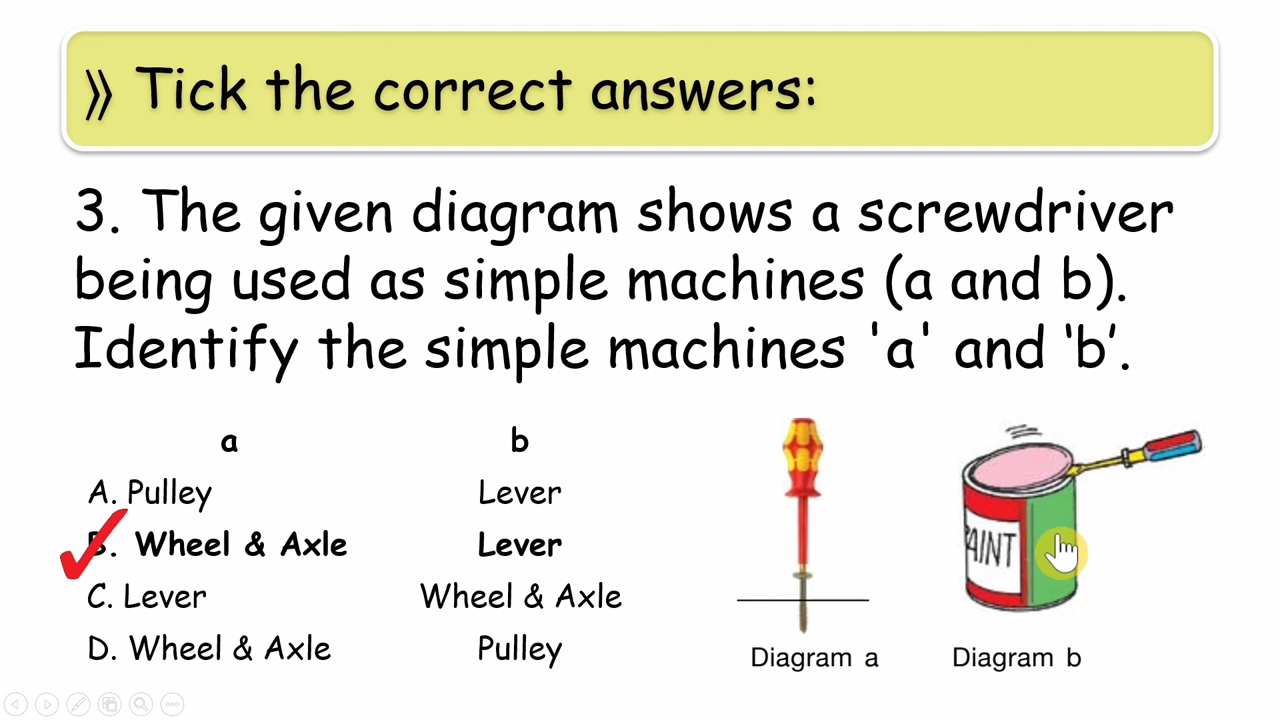 » Tick the correct answers:
3. The given diagram shows a screwdriver
being used as simple machines (a and b).
Identify the simple machines 'a' and ‘b’.
a b
A. Pulley Lever
B. Wheel & Axle Lever
C. Lever Wheel & Axle
D. Wheel & Axle Pulley
PAINT
Diagram a Diagram b